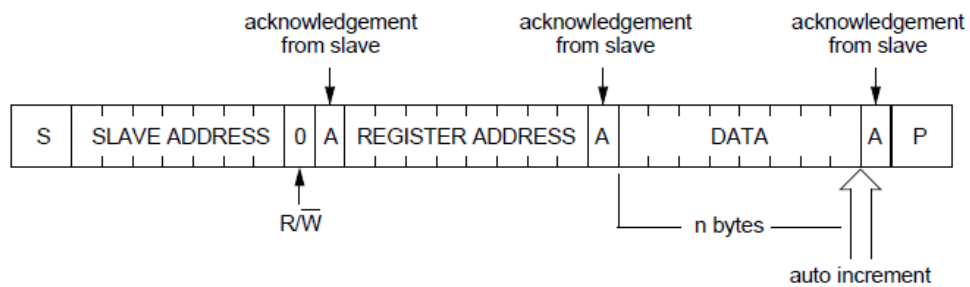 acknowledgement
from slave
acknowledgement
from slave
acknowledgement
from slave
S SLAVE ADDRESS 0 A REGISTER ADDRESS A DATA A P
R/W̅
n bytes
auto increment